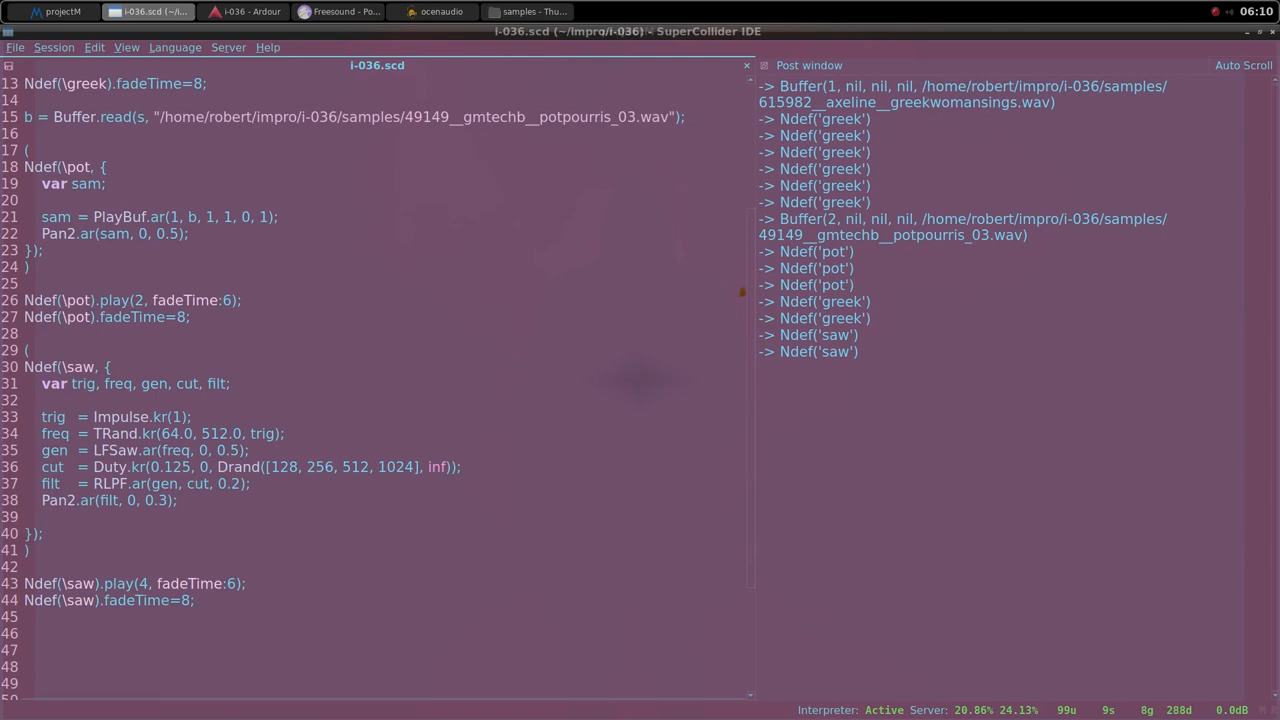 projectM
i-036.scd (~/i...
i-036 - Ardour
Freesound - Po...
ocenaudio
samples - Thu...
06:10
i-036.scd (~/impro/i-036) - SuperCollider IDE
File Session Edit View Language Server Help
i-036.scd
13 Ndef(\greek).fadeTime=8;
14
15 b = Buffer.read(s, "/home/robert/impro/i-036/samples/49149__gmtechb__potpourris_03.wav");
16
17 (
18 Ndef(\pot, {
19 var sam;
20
21 sam = PlayBuf.ar(1, b, 1, 1, 0, 1);
22 Pan2.ar(sam, 0, 0.5);
23 });
24 )
25
26 Ndef(\pot).play(2, fadeTime:6);
27 Ndef(\pot).fadeTime=8;
28
29 (
30 Ndef(\saw, {
31 var trig, freq, gen, cut, filt;
32
33 trig = Impulse.kr(1);
34 freq = TRand.kr(64.0, 512.0, trig);
35 gen = LFSaw.ar(freq, 0, 0.5);
36 cut = Duty.kr(0.125, 0, Drand([128, 256, 512, 1024], inf));
37 filt = RLPF.ar(gen, cut, 0.2);
38 Pan2.ar(filt, 0, 0.3);
39
40 });
41 )
42
43 Ndef(\saw).play(4, fadeTime:6);
44 Ndef(\saw).fadeTime=8;
45
46
47
48
49
50
Post window
Auto Scroll
-> Buffer(1, nil, nil, nil, /home/robert/impro/i-036/samples/
615982__axeline__greekwomansings.wav)
-> Ndef('greek')
-> Ndef('greek')
-> Ndef('greek')
-> Ndef('greek')
-> Ndef('greek')
-> Ndef('greek')
-> Buffer(2, nil, nil, nil, /home/robert/impro/i-036/samples/
49149__gmtechb__potpourris_03.wav)
-> Ndef('pot')
-> Ndef('pot')
-> Ndef('pot')
-> Ndef('greek')
-> Ndef('greek')
-> Ndef('saw')
-> Ndef('saw')
Interpreter: Active Server: 20.86% 24.13% 99u 9s 8g 288d 0.0dB